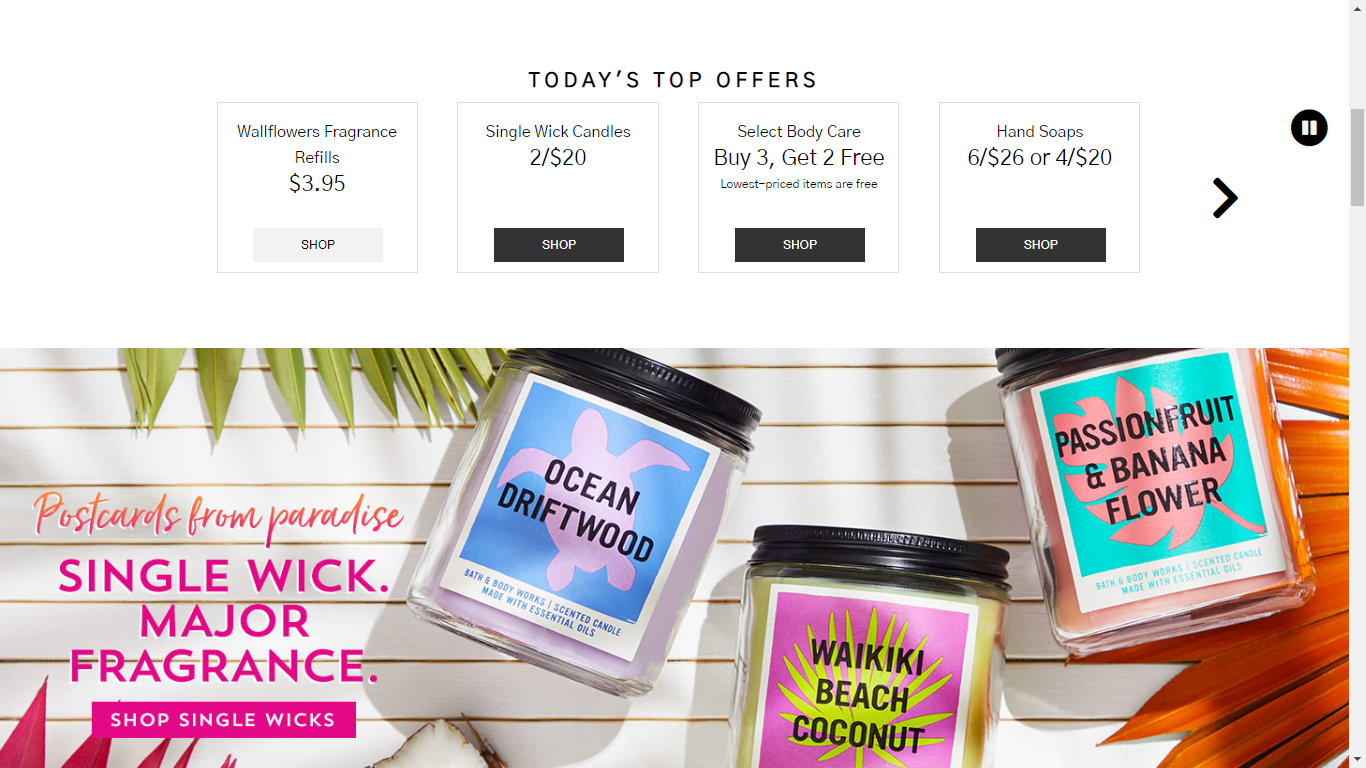 TODAY'S TOP OFFERS
Wallflowers Fragrance
Refills
$3.95
SHOP
Single Wick Candles
2/$20
SHOP
Select Body Care
Buy 3, Get 2 Free
Lowest-priced items are free
SHOP
Hand Soaps
6/$26 or 4/$20
SHOP
Postcards from paradise
SINGLE WICK.
MAJOR
FRAGRANCE.
SHOP SINGLE WICKS
OCEAN
DRIFTWOOD
BATH & BODY WORKS | SCENTED CANDLE
MADE WITH ESSENTIAL OILS
WAIKIKI
BEACH
COCONUT
PASSIONFRUIT
& BANANA
FLOWER
BATH & BODY WORKS | SCENTED CANDLE
MADE WITH ESSENTIAL OILS